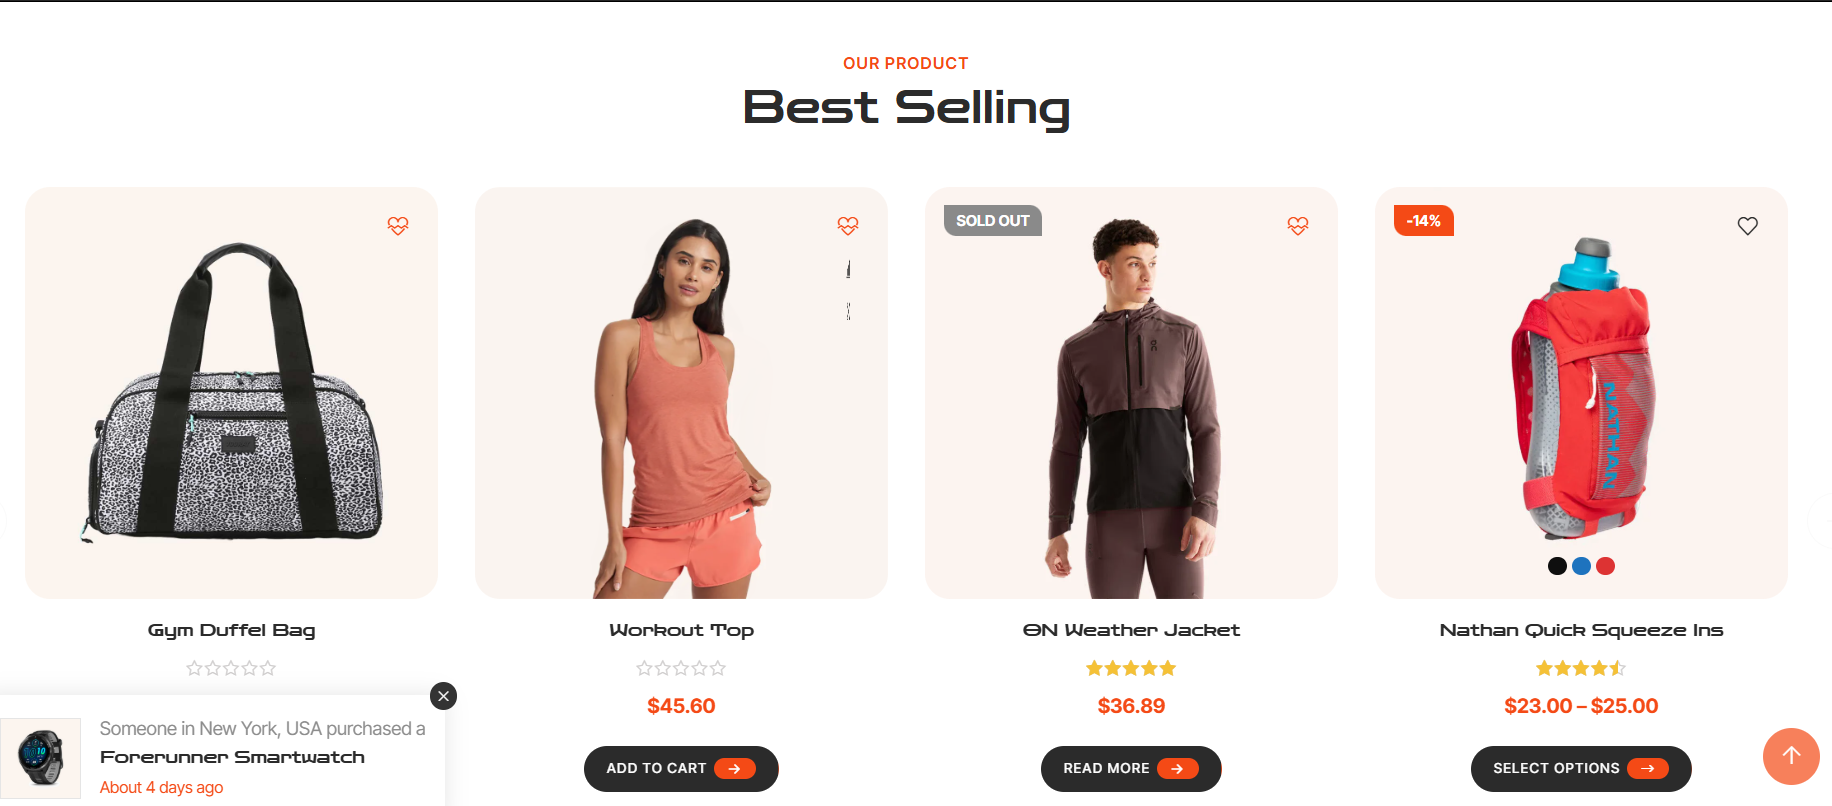 OUR PRODUCT
Best Selling
SOLD OUT
-14%
NATHAN
Gym Duffel Bag
Workout Top
ON Weather Jacket
Nathan Quick Squeeze Ins
$45.60
$36.89
$23.00 – $25.00
Someone in New York, USA purchased a
Forerunner Smartwatch
About 4 days ago
ADD TO CART
READ MORE
SELECT OPTIONS